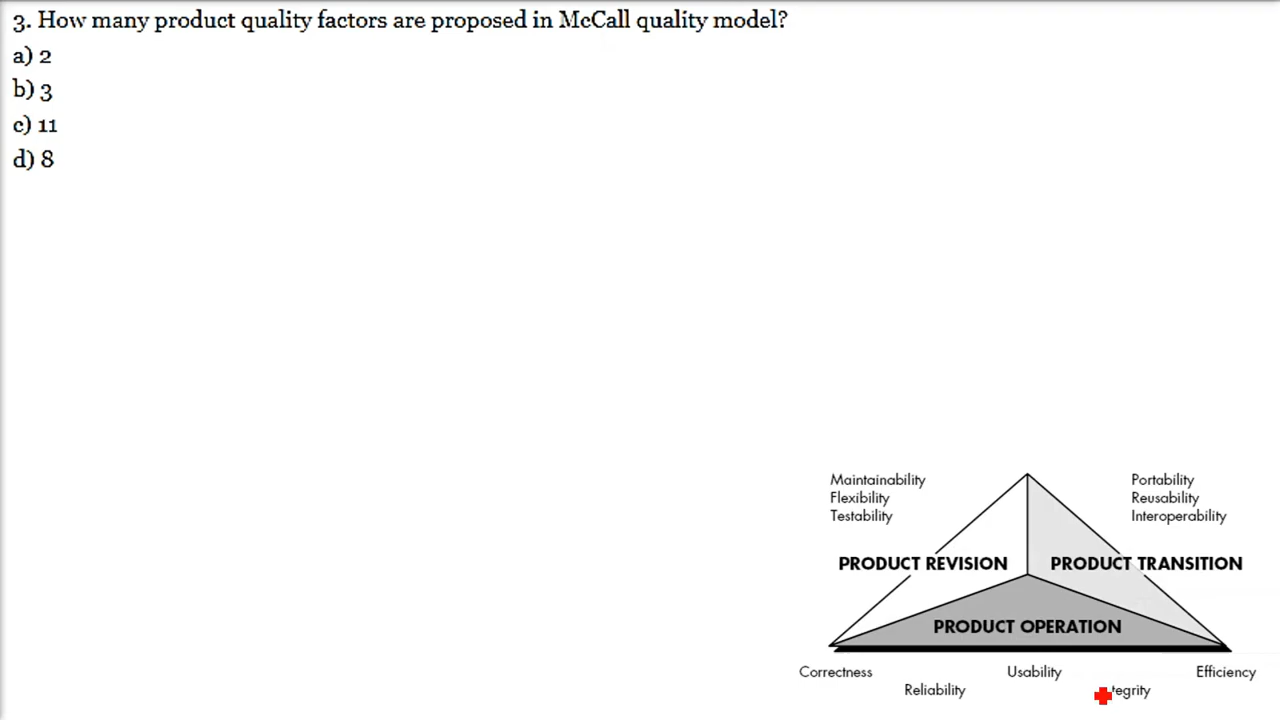 3. How many product quality factors are proposed in McCall quality model?
a) 2
b) 3
c) 11
d) 8
Maintainability
Flexibility
Testability
Portability
Reusability
Interoperability
PRODUCT REVISION
PRODUCT TRANSITION
PRODUCT OPERATION
Correctness
Usability
Efficiency
Reliability
tegrity